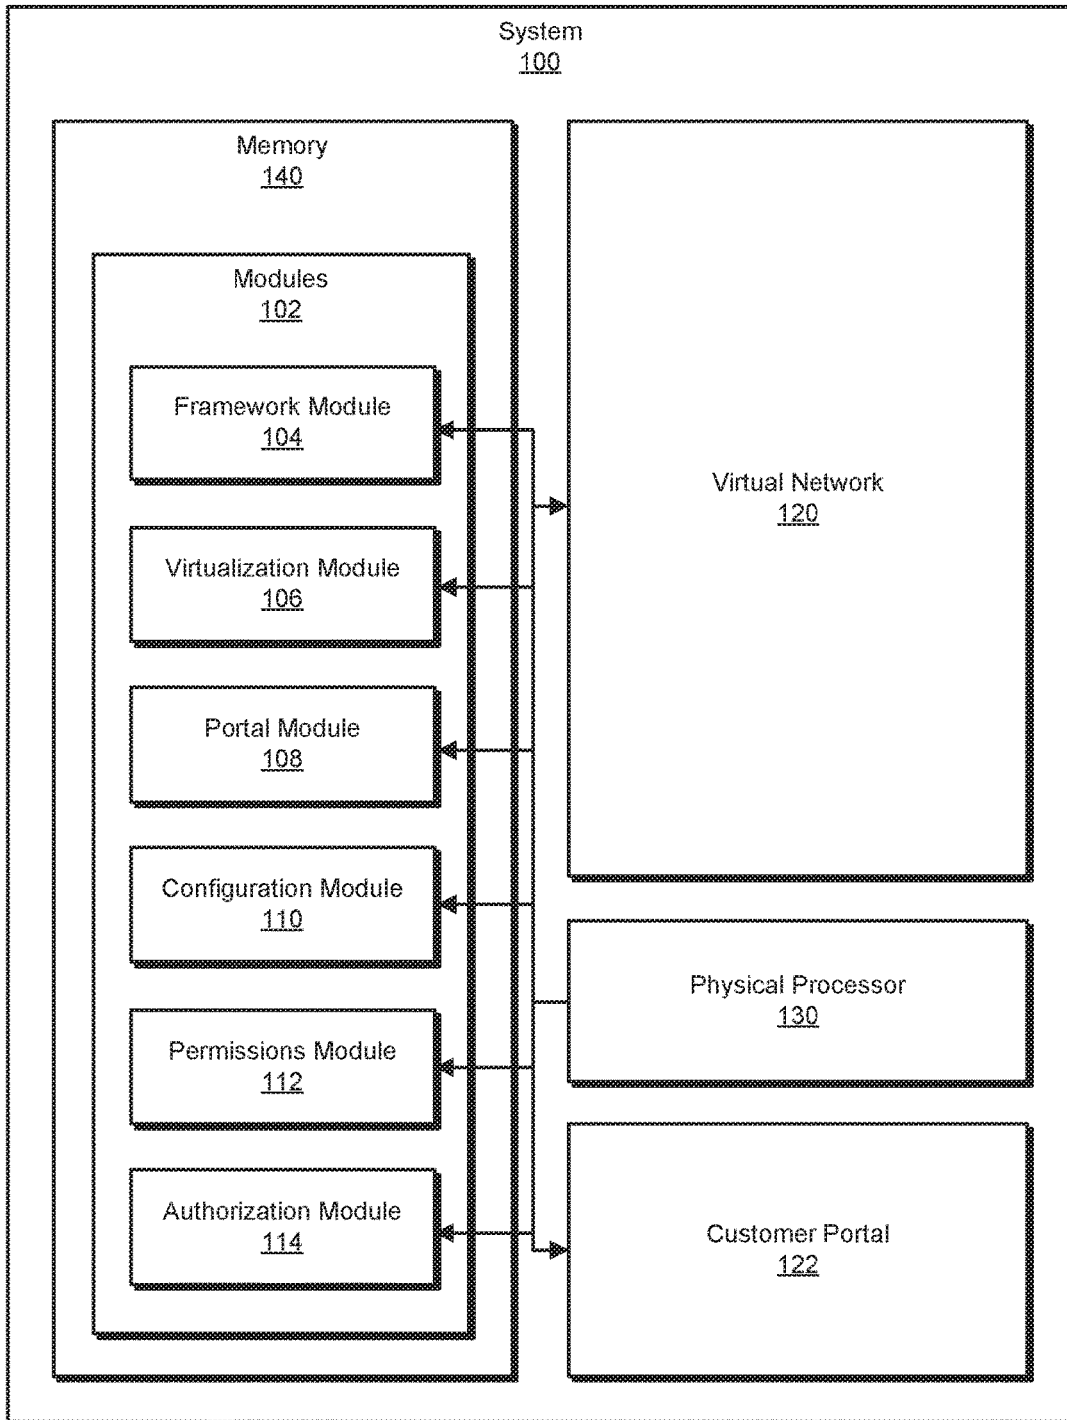 System
100
Memory
140
Modules
102
Framework Module
104
Virtualization Module
106
Portal Module
108
Configuration Module
110
Permissions Module
112
Authorization Module
114
Virtual Network
120
Physical Processor
130
Customer Portal
122